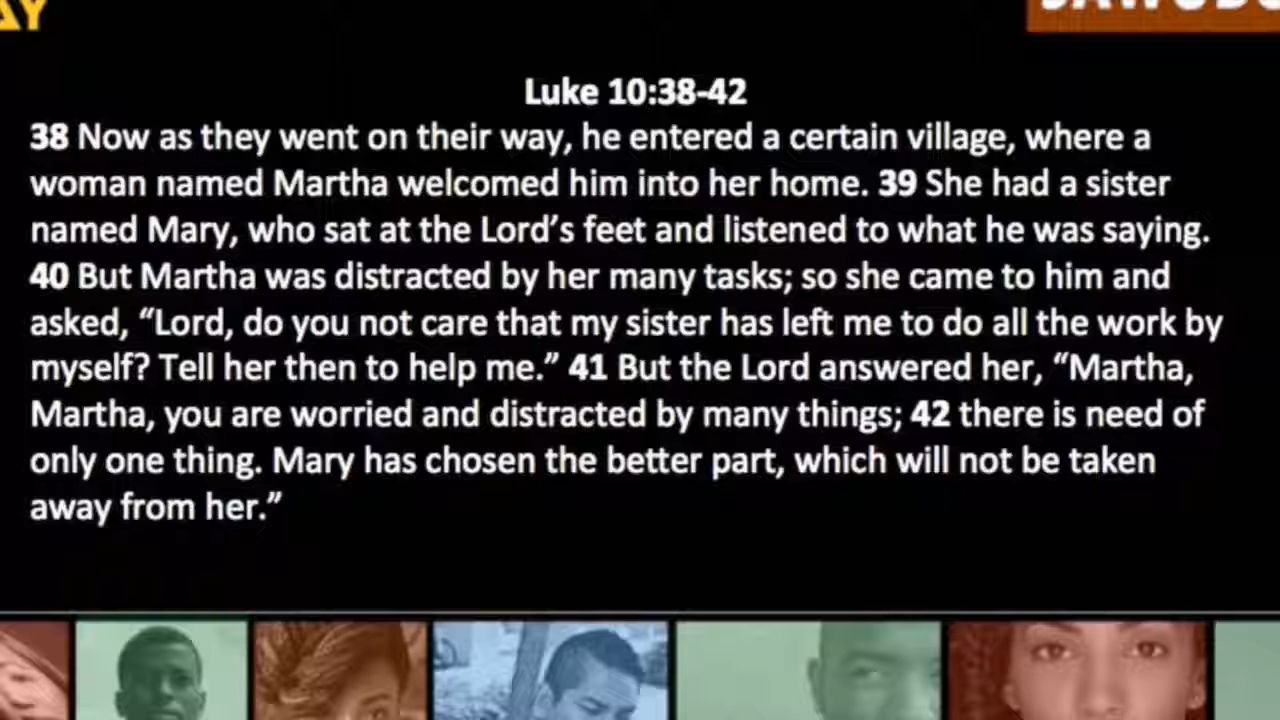 AY
Luke 10:38-42
38 Now as they went on their way, he entered a certain village, where a
woman named Martha welcomed him into her home. 39 She had a sister
named Mary, who sat at the Lord’s feet and listened to what he was saying.
40 But Martha was distracted by her many tasks; so she came to him and
asked, “Lord, do you not care that my sister has left me to do all the work by
myself? Tell her then to help me.” 41 But the Lord answered her, “Martha,
Martha, you are worried and distracted by many things; 42 there is need of
only one thing. Mary has chosen the better part, which will not be taken
away from her.”